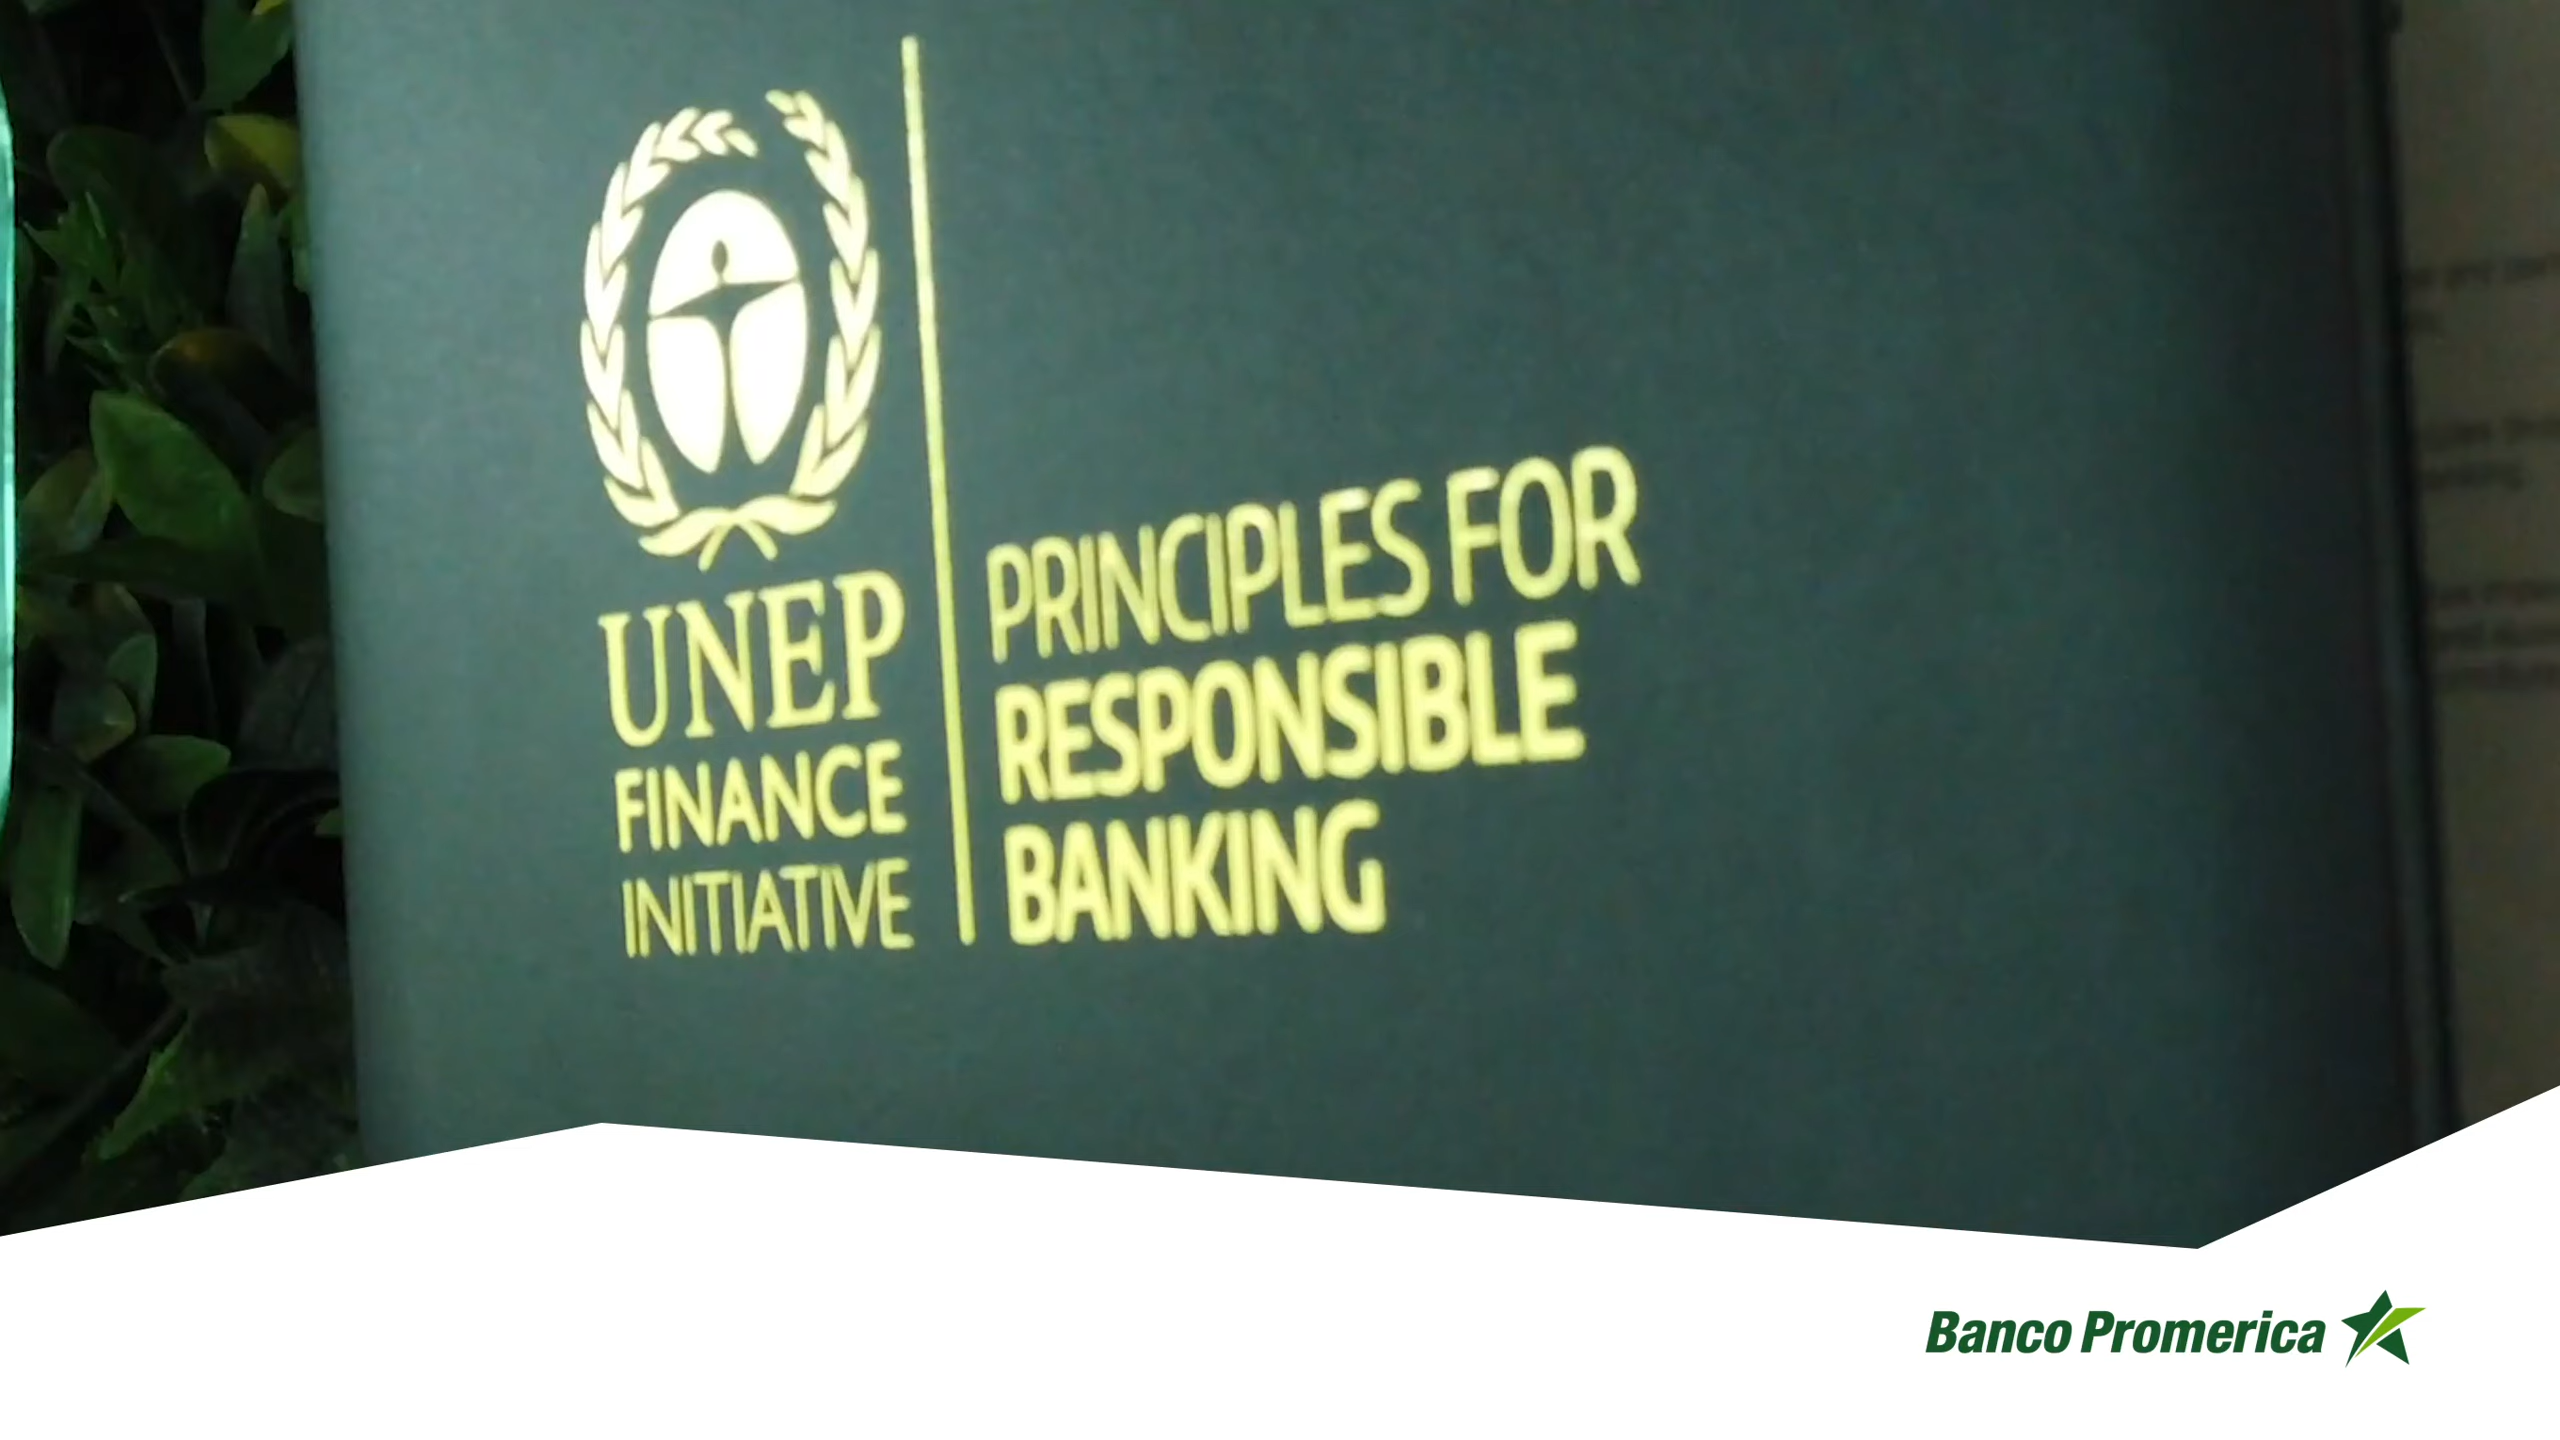 UNEP
FINANCE
INITIATIVE
PRINCIPLES FOR
RESPONSIBLE
BANKING
Banco Promerica